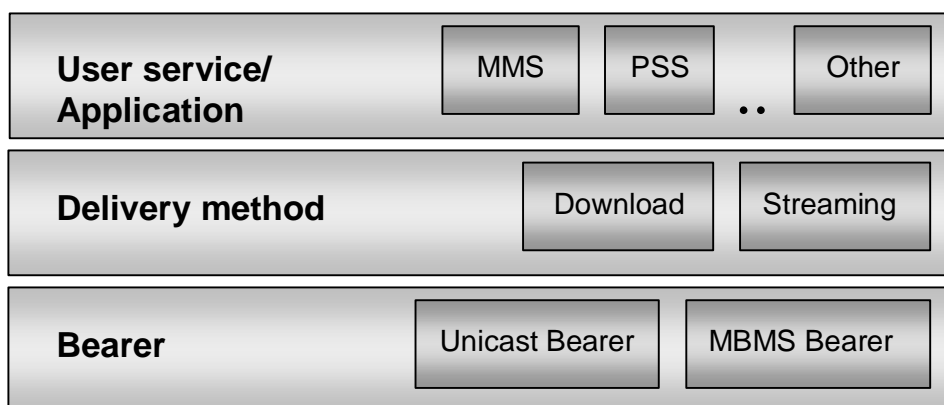 User service/
Application
MMS
PSS
..
Other
Delivery method
Download
Streaming
Bearer
Unicast Bearer
MBMS Bearer